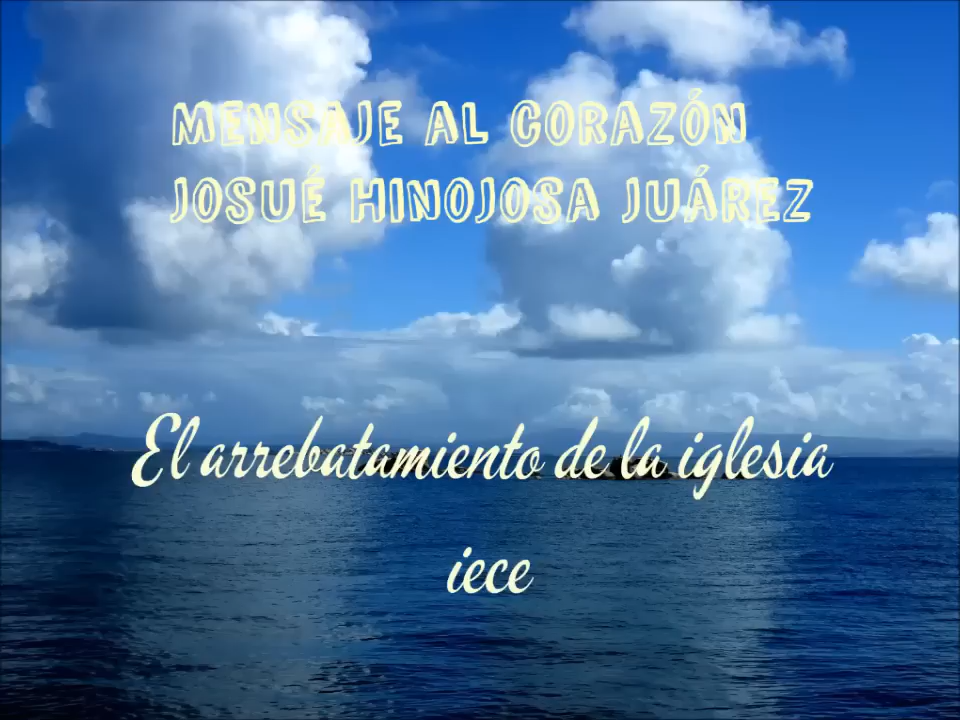 MENSAJE AL CORAZÓN
JOSUÉ HINOJOSA JUÁREZ
El arrebatamiento de la iglesia
iece